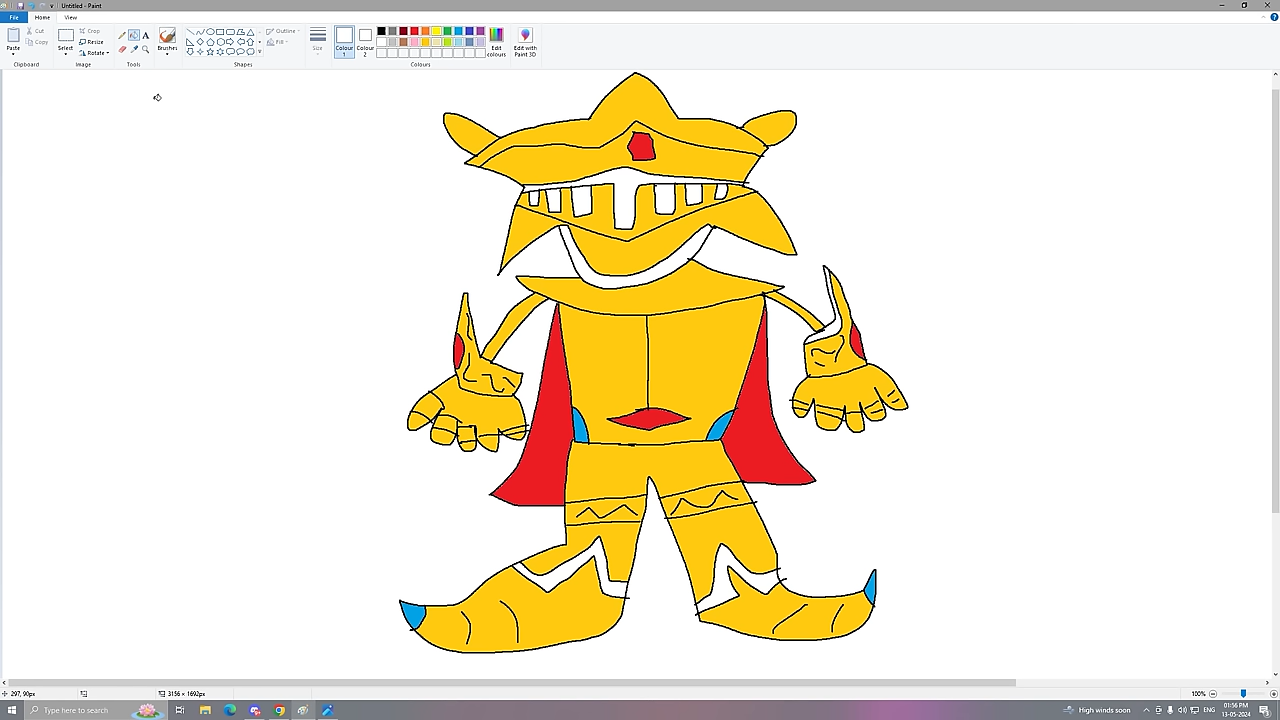 Untitled - Paint
File Home View
Paste
Cut
Copy
Clipboard
Select
Crop
Resize
Rotate
Image
A
Tools
Brushes
Outline
Fill
Shapes
Size
Colour 1
Colour 2
Edit colours
Edit with Paint 3D
Colours
297, 90px
3156 × 1692px
100%
Type here to search
High winds soon
ENG
01:56 PM
13-05-2024